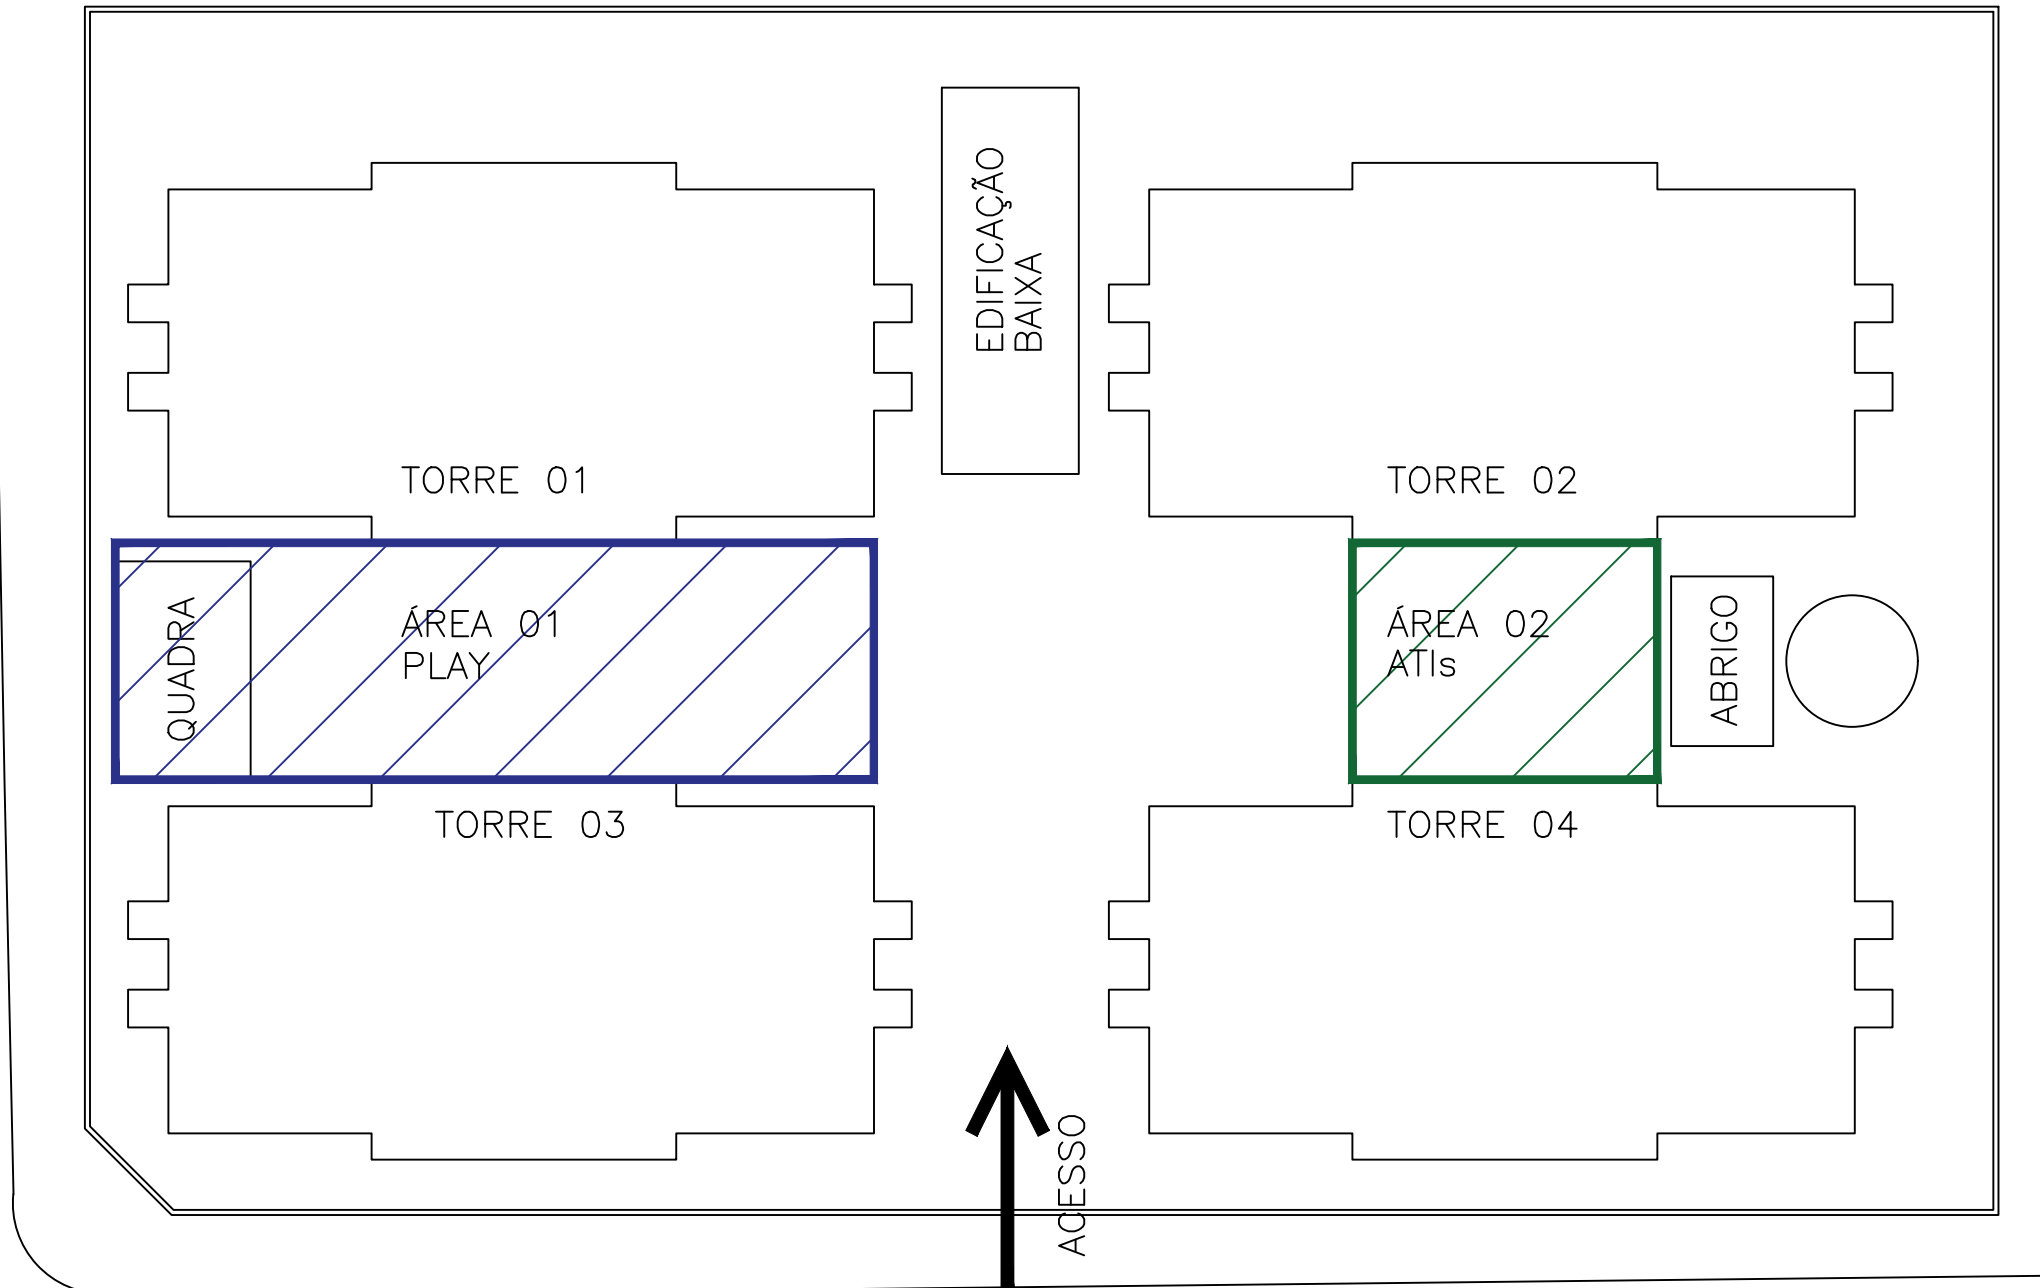 EDIFICAÇÃO
BAIXA
TORRE 01
TORRE 02
QUADRA
ÁREA 01
PLAY
ÁREA 02
ATIs
ABRIGO
TORRE 03
TORRE 04
ACESSO